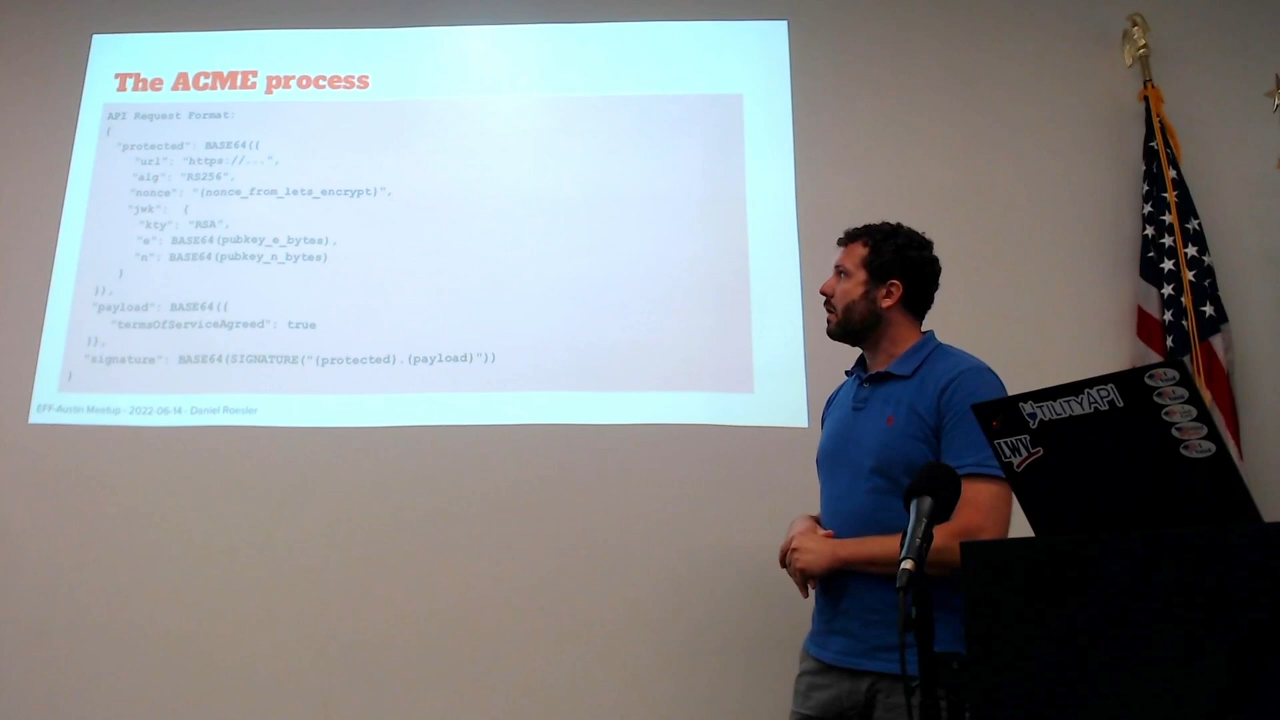 The ACME process
API Request Format:
{
"protected": BASE64({
"url": "https://...",
"alg": "RS256",
"nonce": "{nonce_from_lets_encrypt}",
"jwk": {
"kty": "RSA",
"e": BASE64(pubkey_e_bytes),
"n": BASE64(pubkey_n_bytes)
}
}),
"payload": BASE64({
"termsOfServiceAgreed": true
}),
"signature": BASE64(SIGNATURE("{protected}.{payload}"))
}
EFF-Austin Meetup - 2022-06-14 - Daniel Roesler
UTILITYAPI
LWV